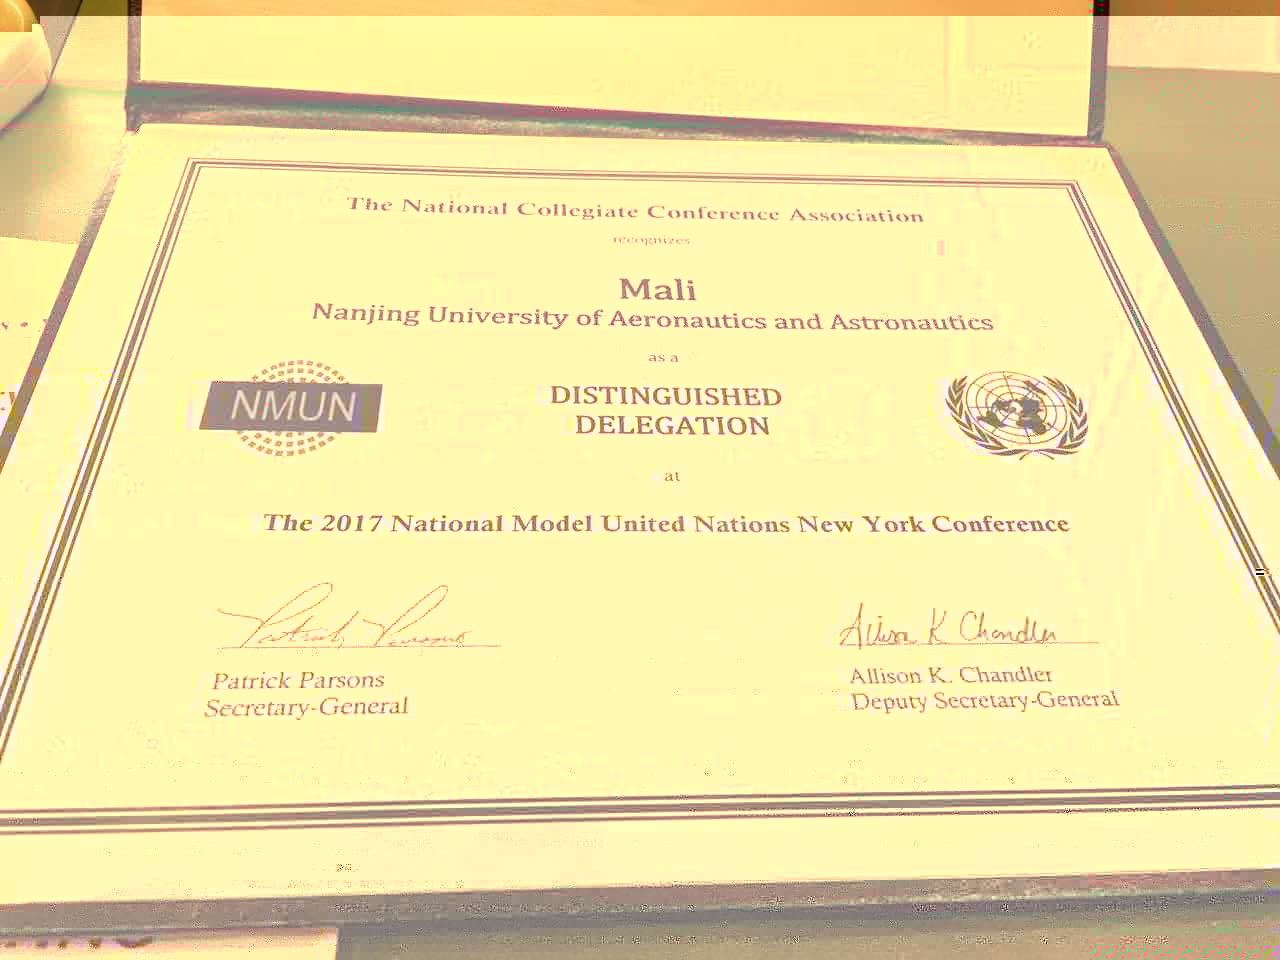 The National Collegiate Conference Association
recognizes
Mali
Nanjing University of Aeronautics and Astronautics
as a
NMUN
DISTINGUISHED
DELEGATION
at
The 2017 National Model United Nations New York Conference
Patrick Parsons
Allison K Chandler
Patrick Parsons
Secretary-General
Allison K. Chandler
Deputy Secretary-General